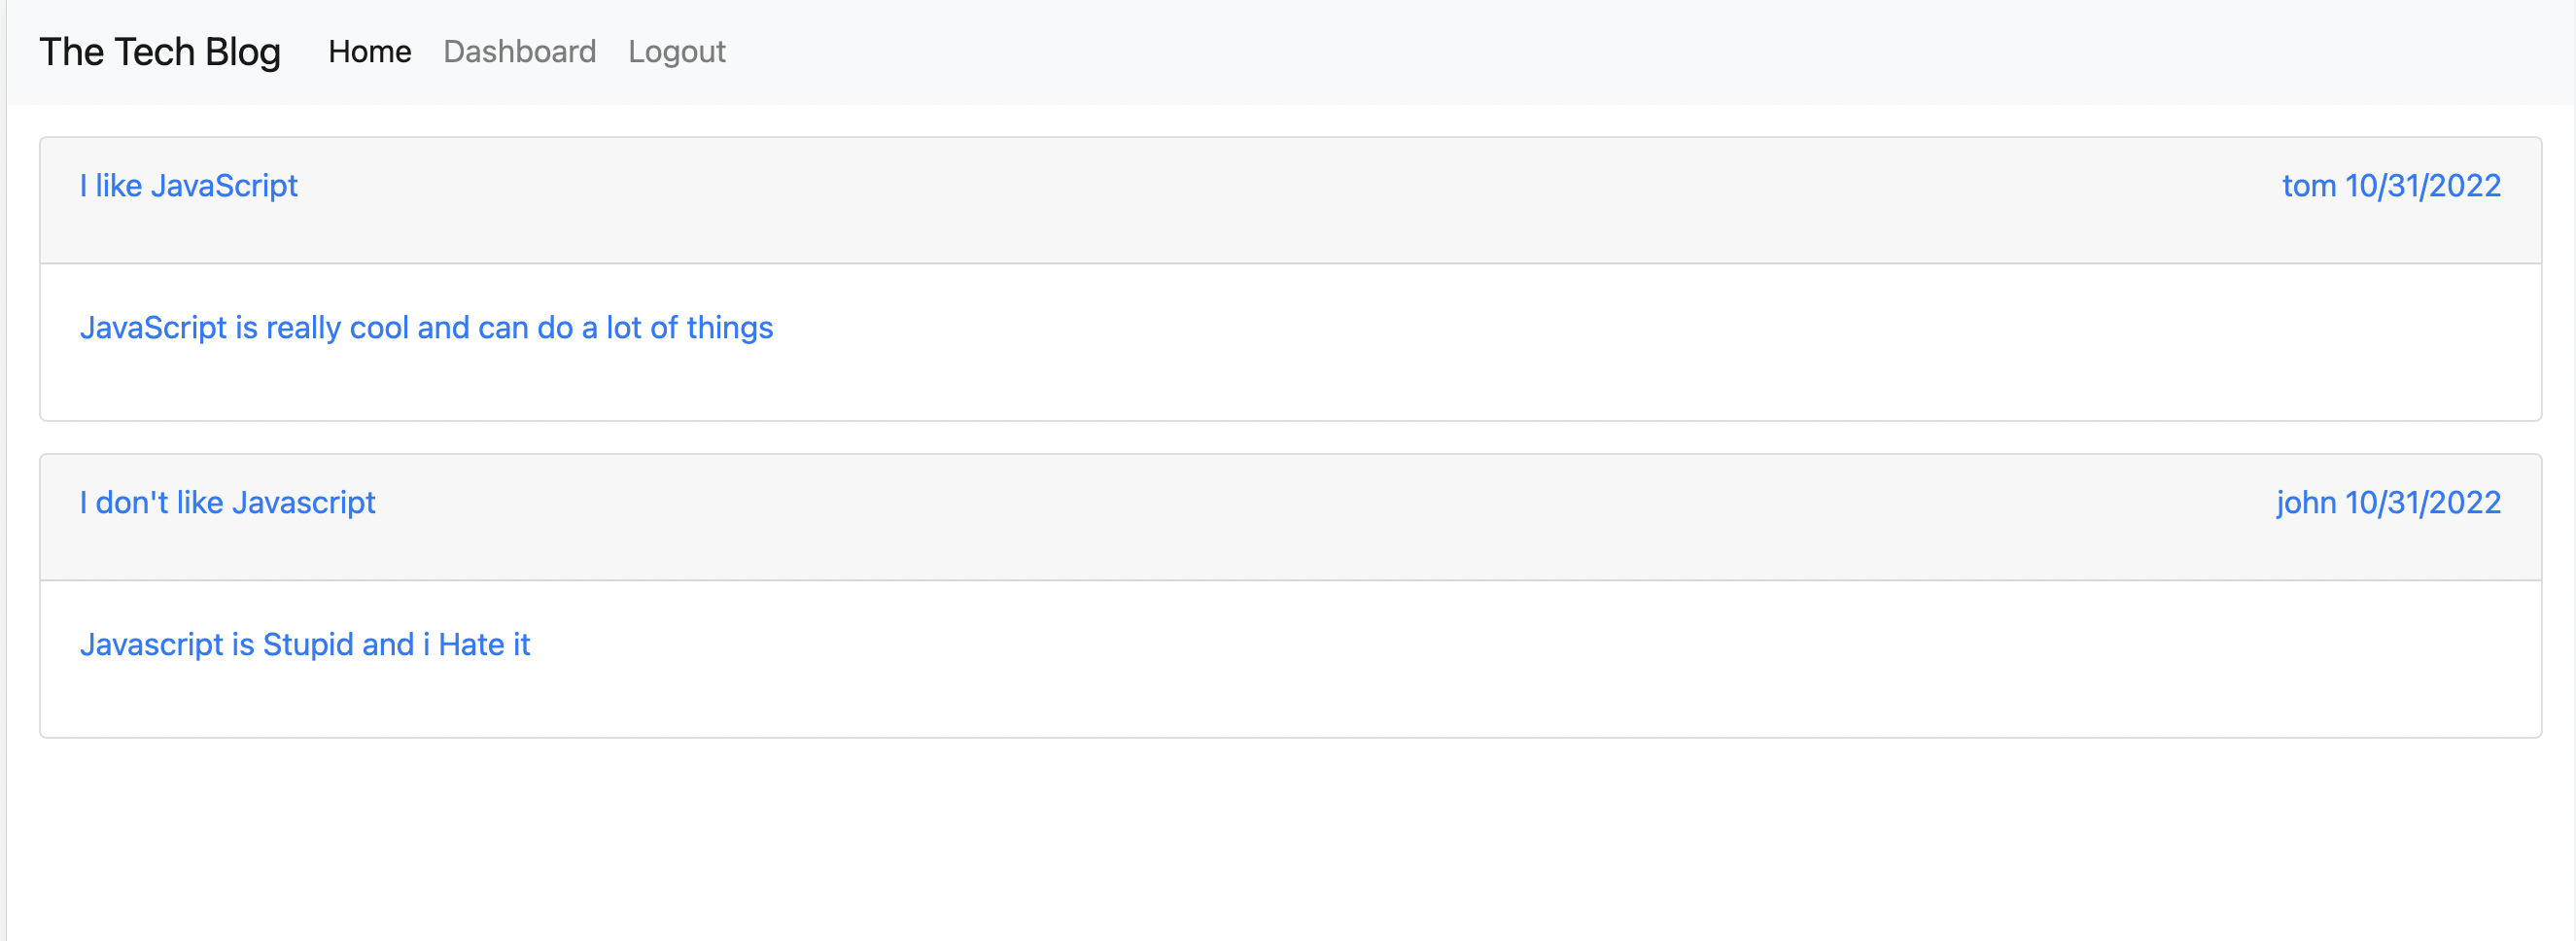 The Tech Blog Home Dashboard Logout
I like JavaScript tom 10/31/2022
JavaScript is really cool and can do a lot of things
I don't like Javascript john 10/31/2022
Javascript is Stupid and i Hate it